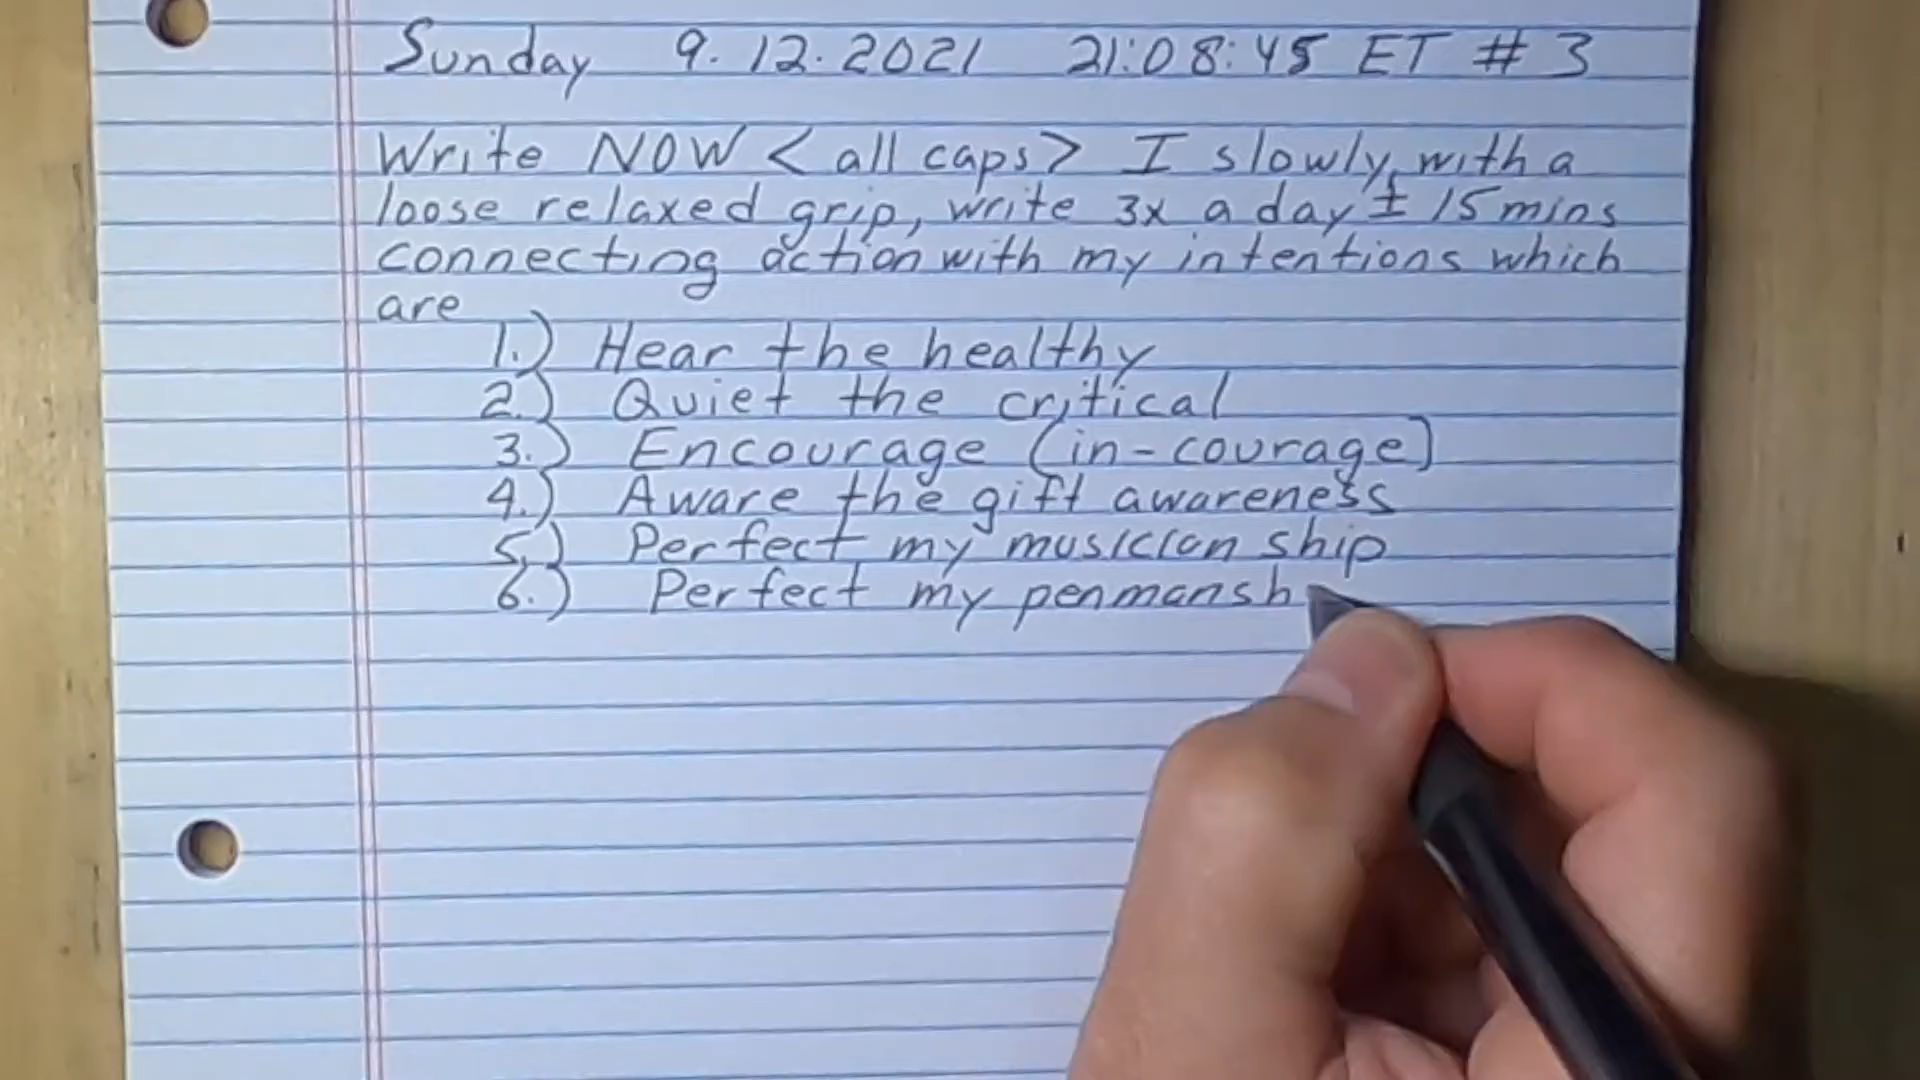 Sunday 9.12.2021 21:08:45 ET #3
Write NOW <all caps> I slowly, with a
loose relaxed grip, write 3x a day ± 15 mins
connecting action with my intentions which
are
1.) Hear the healthy
2.) Quiet the critical
3.) Encourage (in-courage)
4.) Aware the gift awareness
5.) Perfect my musician ship
6.) Perfect my penmansh